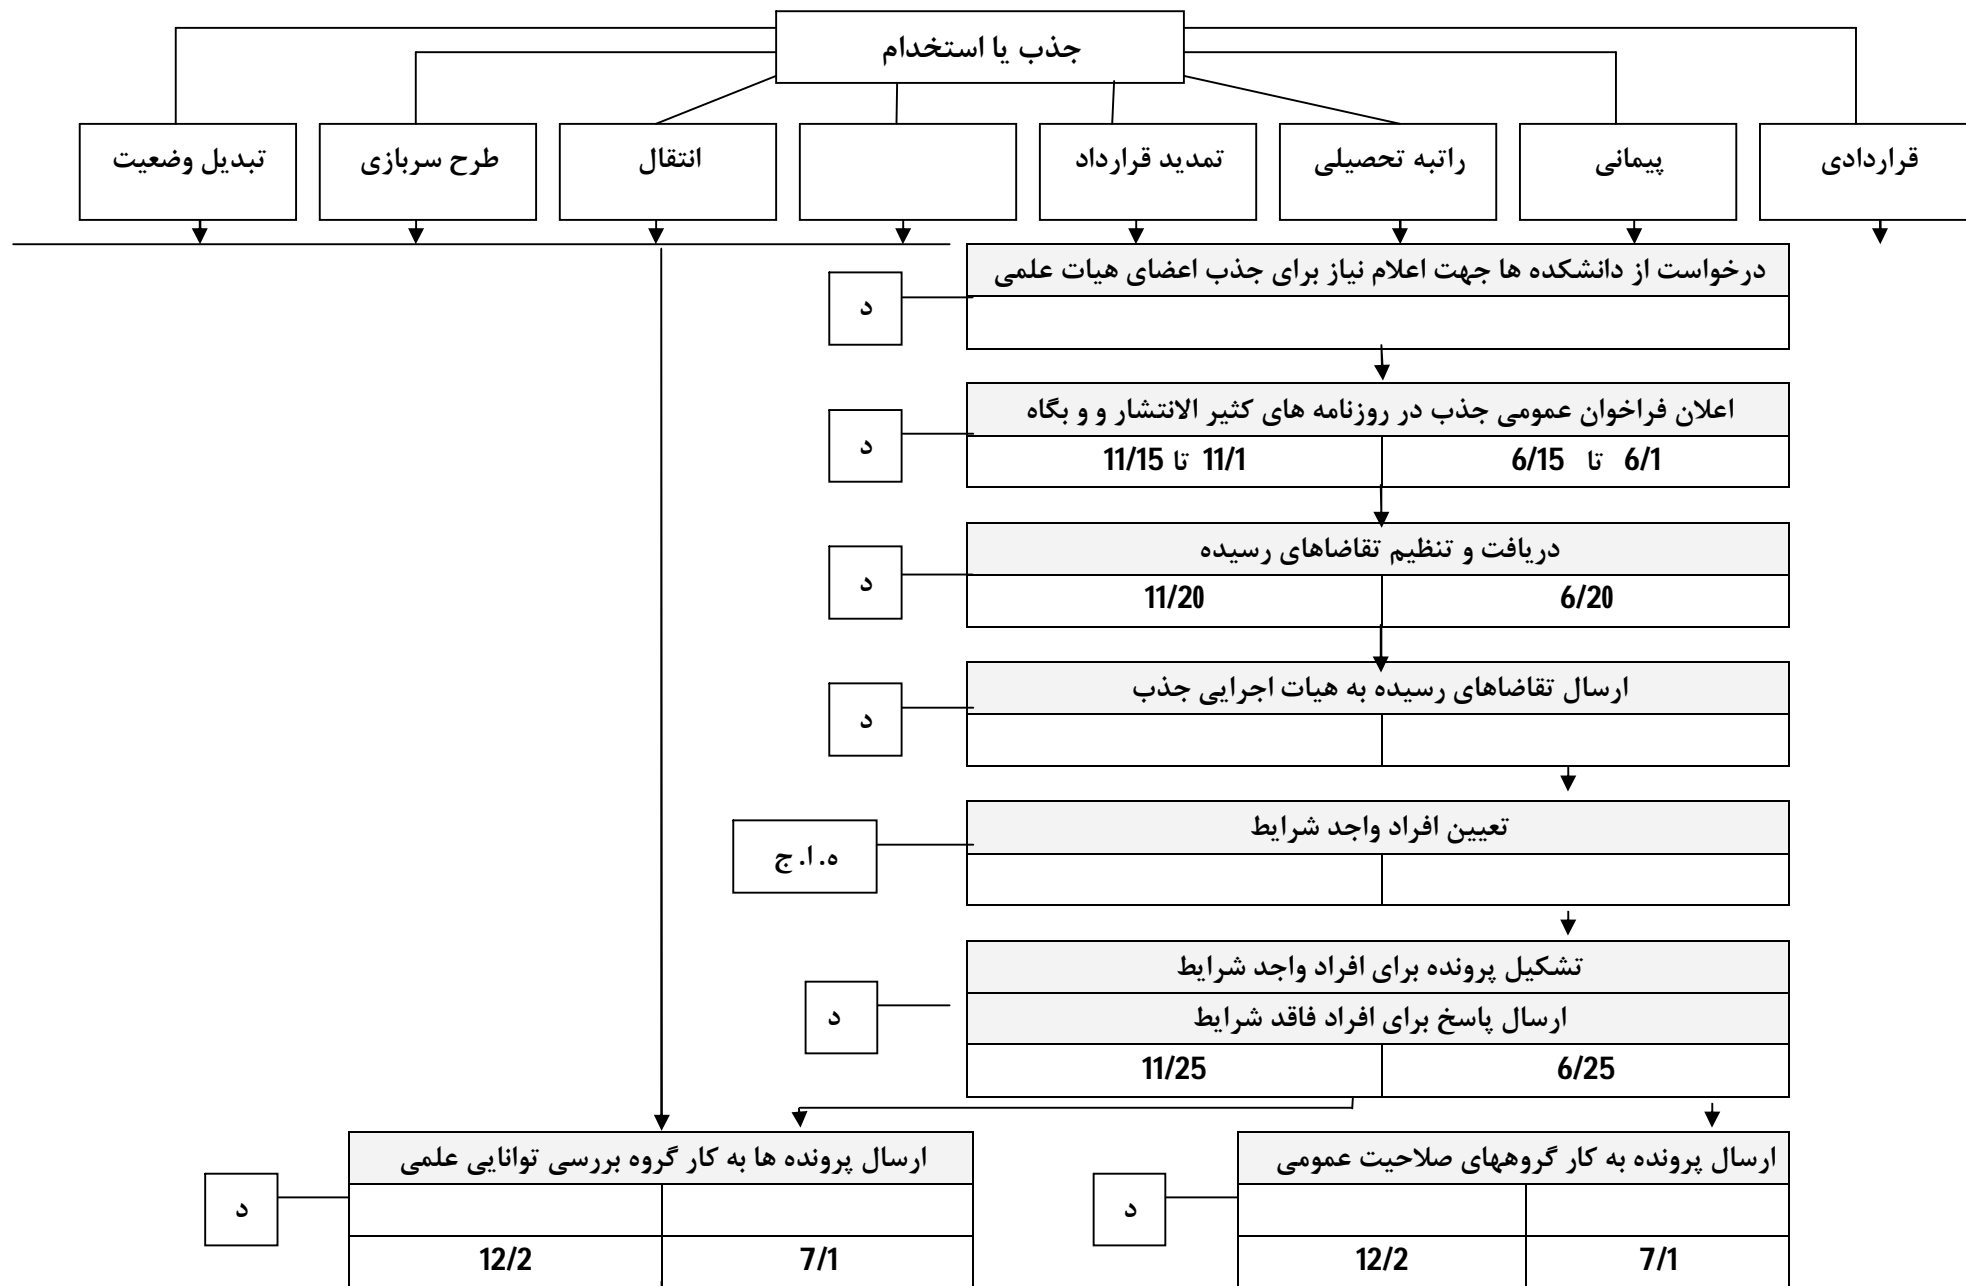 جذب یا استخدام
قراردادی
پیمانی
راتبه تحصیلی
تمدید قرارداد
انتقال
طرح سربازی
تبدیل وضعیت
درخواست از دانشکده ها جهت اعلام نیاز برای جذب اعضای هیات علمی
د
اعلان فراخوان عمومی جذب در روزنامه های کثیر الانتشار و و بگاه
6/1 تا 6/15
11/1 تا 11/15
د
دریافت و تنظیم تقاضاهای رسیده
6/20
11/20
د
ارسال تقاضاهای رسیده به هیات اجرایی جذب
د
تعیین افراد واجد شرایط
ه.ا.ج
تشکیل پرونده برای افراد واجد شرایط
ارسال پاسخ برای افراد فاقد شرایط
6/25
11/25
د
ارسال پرونده به کار گروههای صلاحیت عمومی
7/1
12/2
د
ارسال پرونده ها به کار گروه بررسی توانایی علمی
7/1
12/2
د